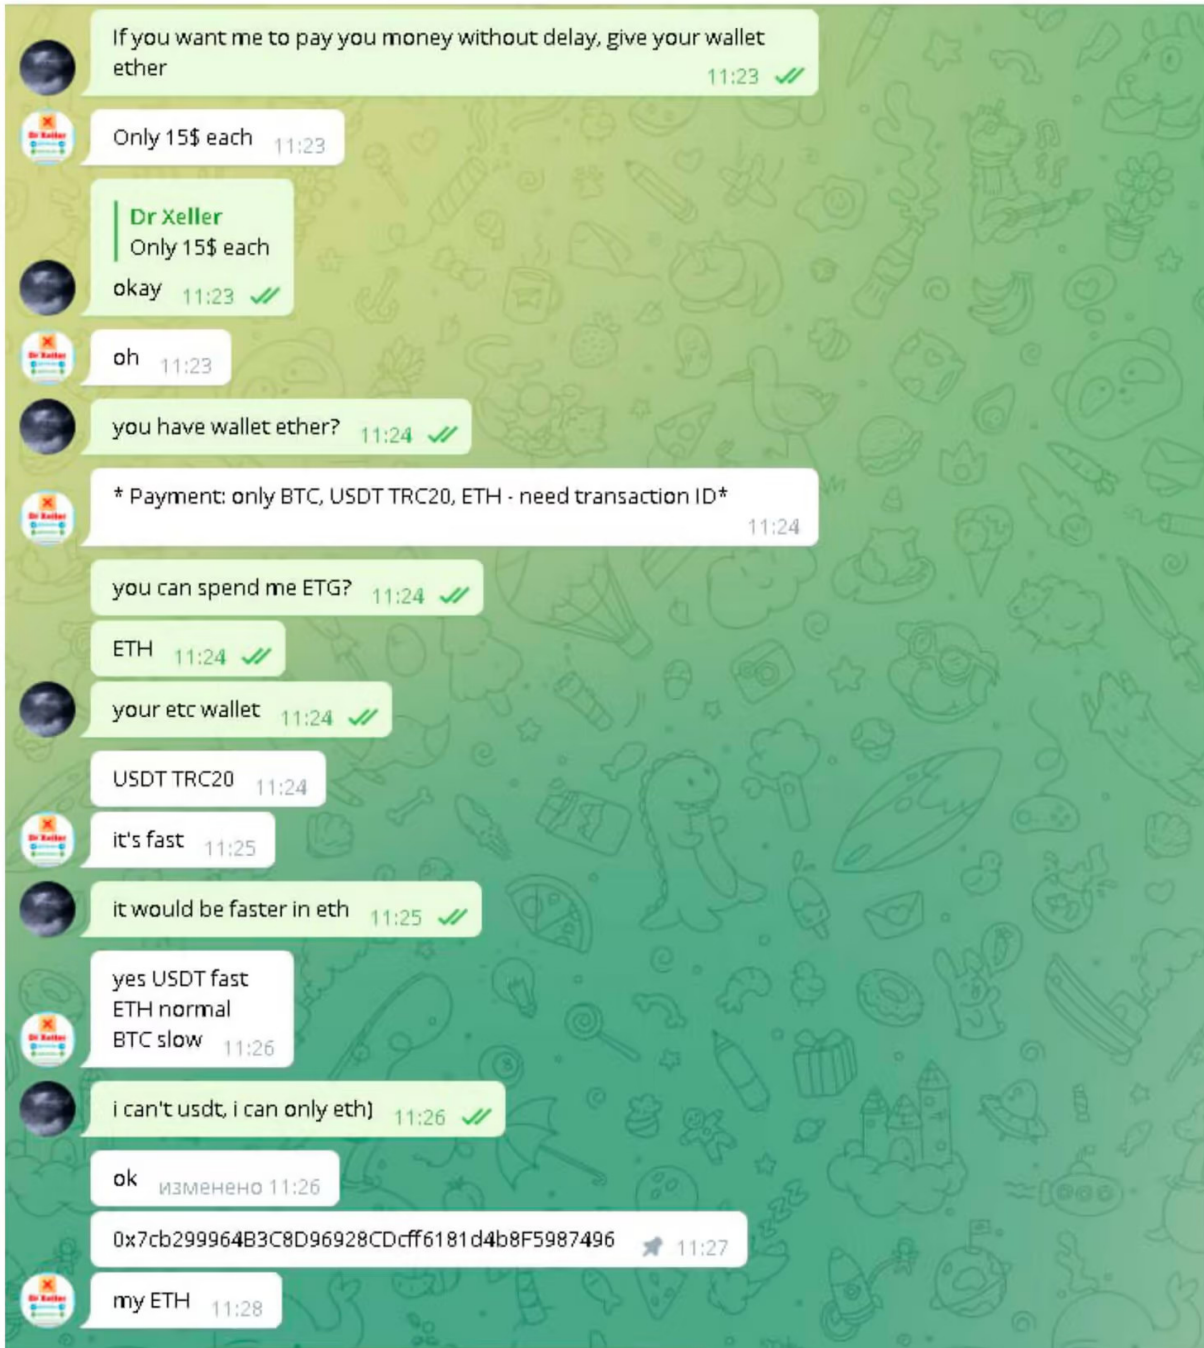 If you want me to pay you money without delay, give your wallet
ether
11:23
Only 15$ each 11:23
Dr Xeller
Only 15$ each
okay 11:23
oh 11:23
you have wallet ether? 11:24
* Payment: only BTC, USDT TRC20, ETH - need transaction ID*
11:24
you can spend me ETG? 11:24
ETH 11:24
your etc wallet 11:24
USDT TRC20 11:24
it's fast 11:25
it would be faster in eth 11:25
yes USDT fast
ETH normal
BTC slow 11:26
i can't usdt, i can only eth) 11:26
ok изменено 11:26
0x7cb299964B3C8D96928CDcff6181d4b8F5987496 11:27
my ETH 11:28